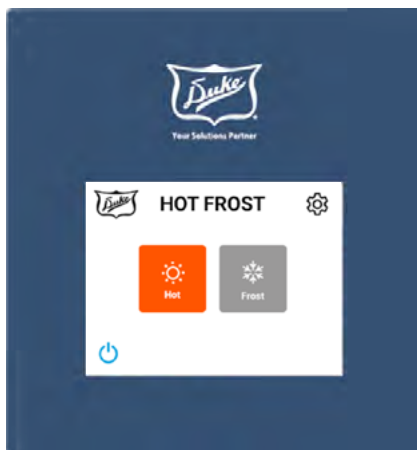 Duke
®
Your Solutions Partner
Duke
HOT FROST
Hot
Frost